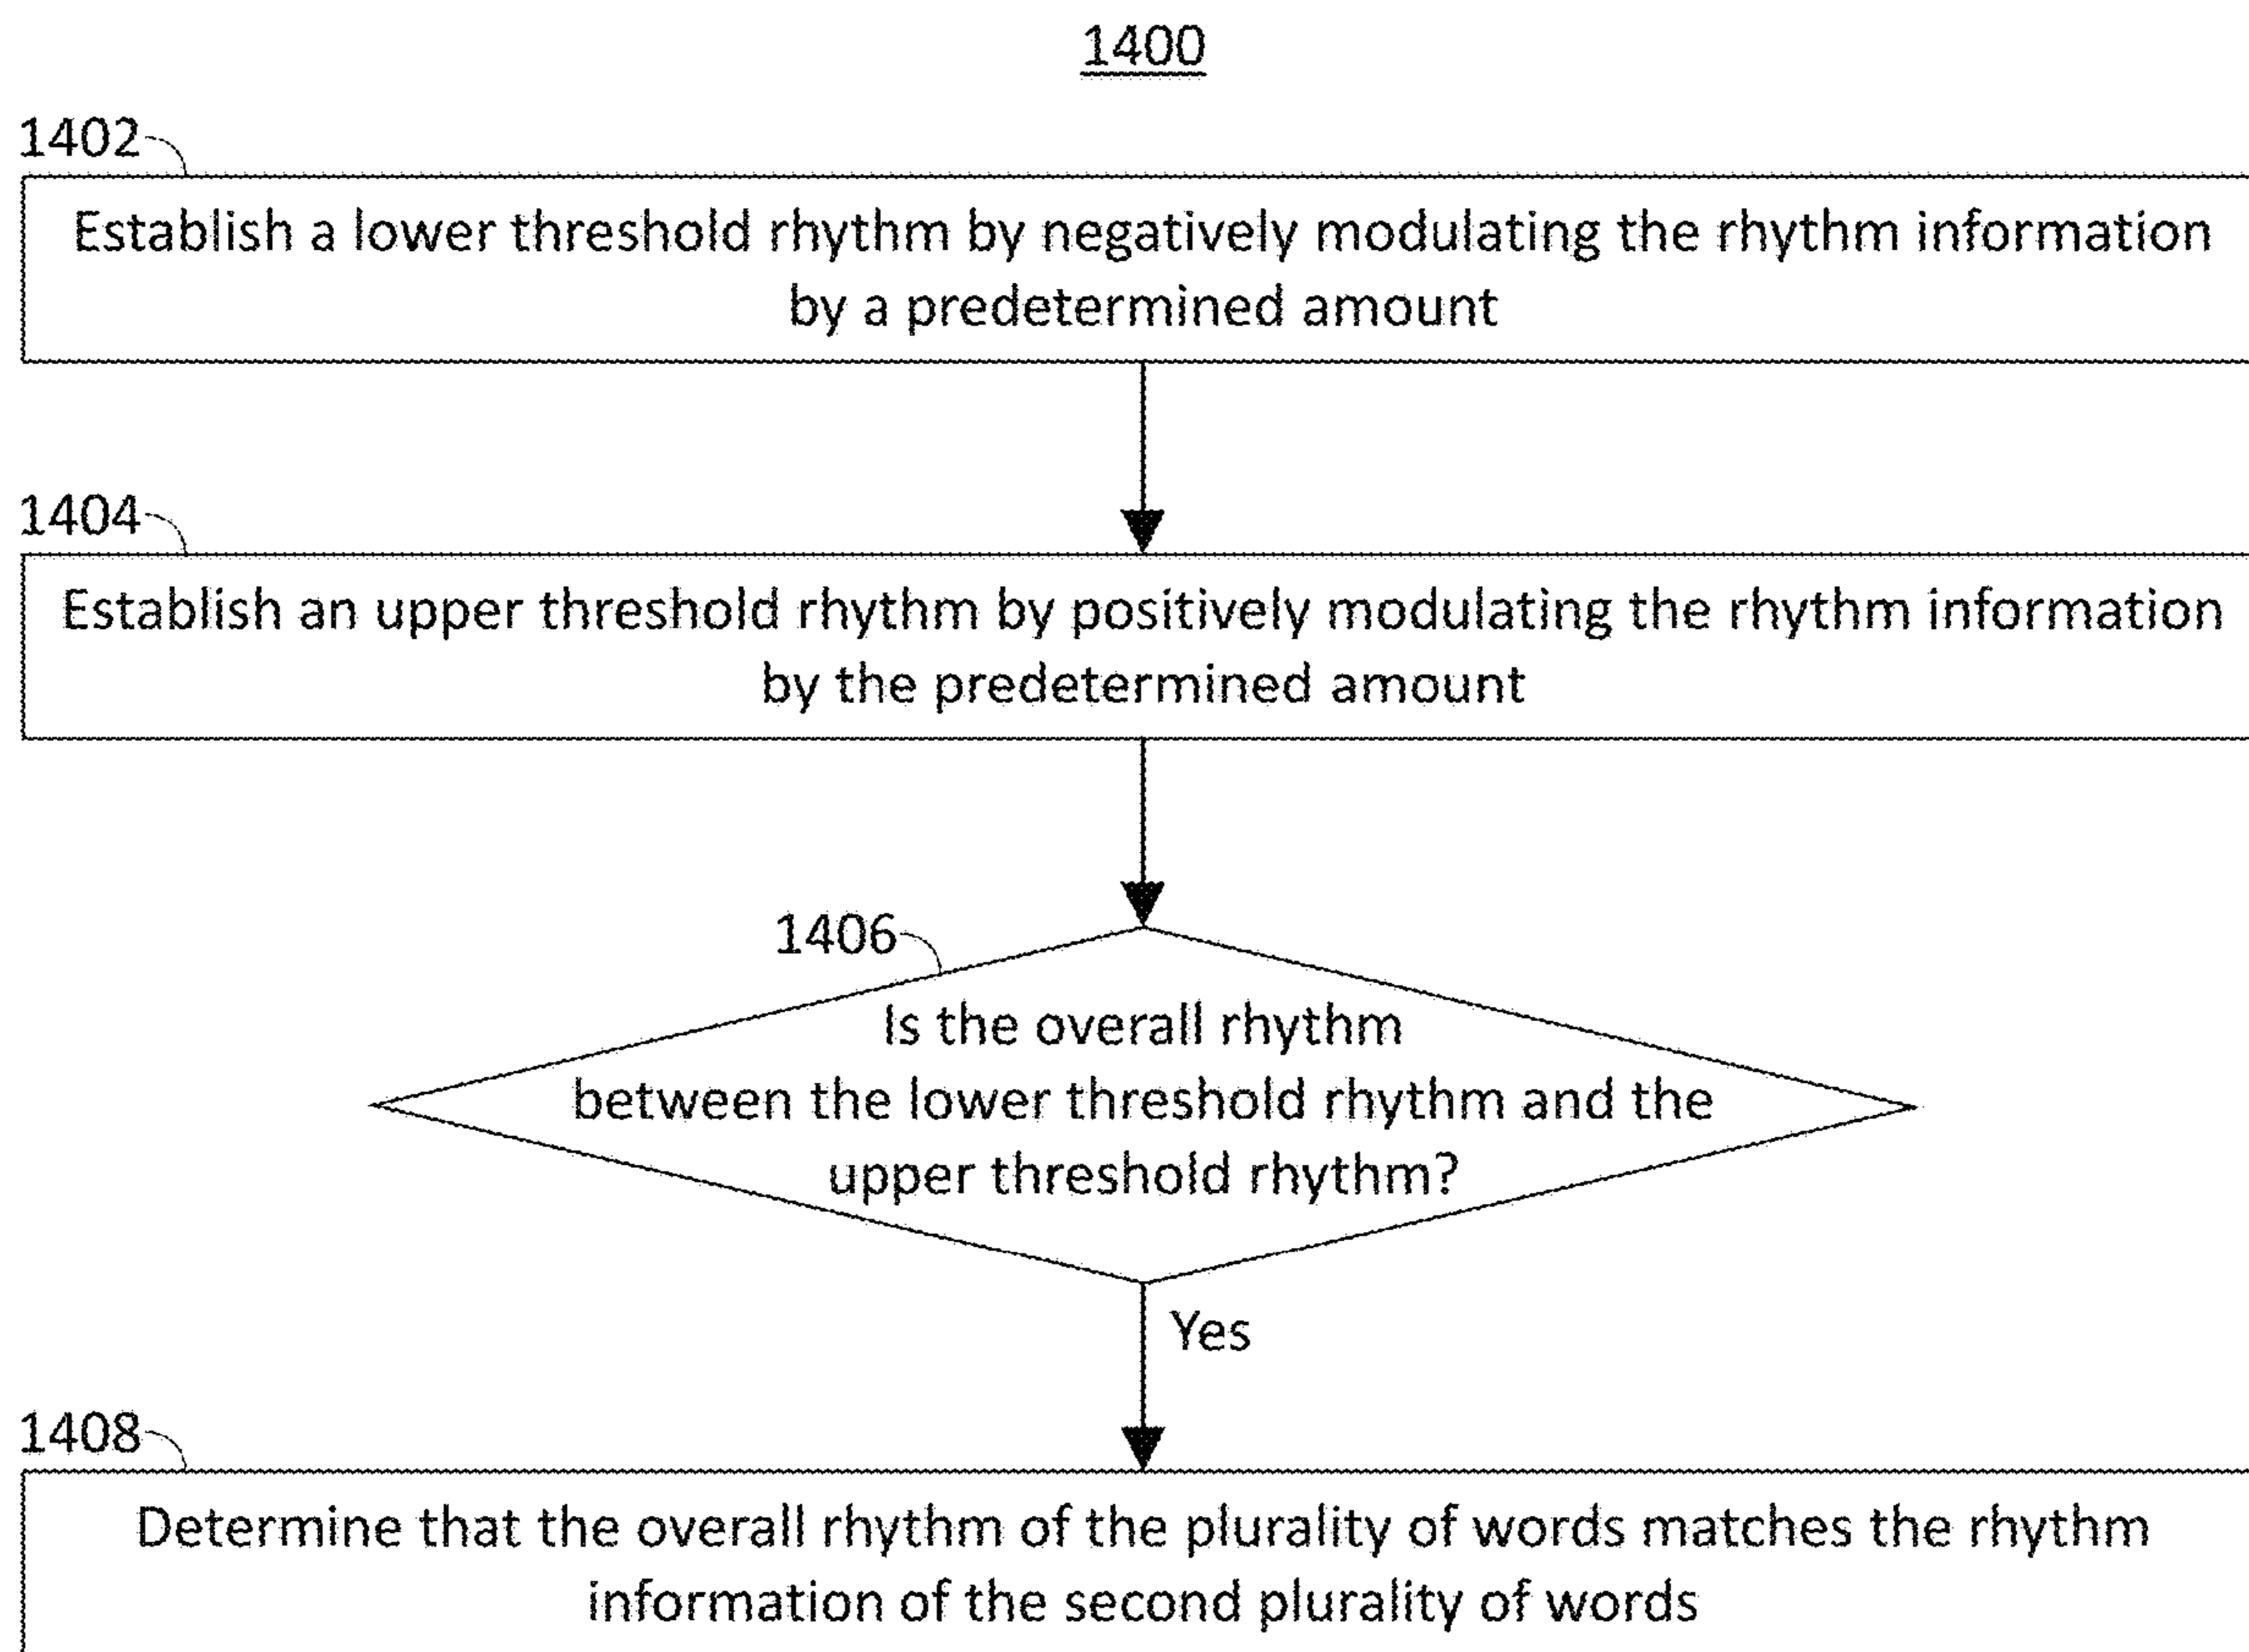 1400
1402
Establish a lower threshold rhythm by negatively modulating the rhythm information
by a predetermined amount
1404
Establish an upper threshold rhythm by positively modulating the rhythm information
by the predetermined amount
1406
Is the overall rhythm
between the lower threshold rhythm and the
upper threshold rhythm?
Yes
1408
Determine that the overall rhythm of the plurality of words matches the rhythm
information of the second plurality of words